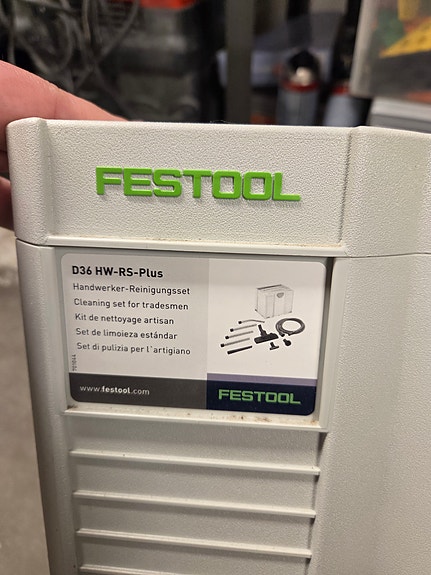 FESTOOL
D36 HW-RS-Plus
Handwerker-Reinigungsset
Cleaning set for tradesmen
Kit de nettoyage artisan
Set de limoieza estándar
Set di pulizia per l'artigiano
www.festool.com
FESTOOL